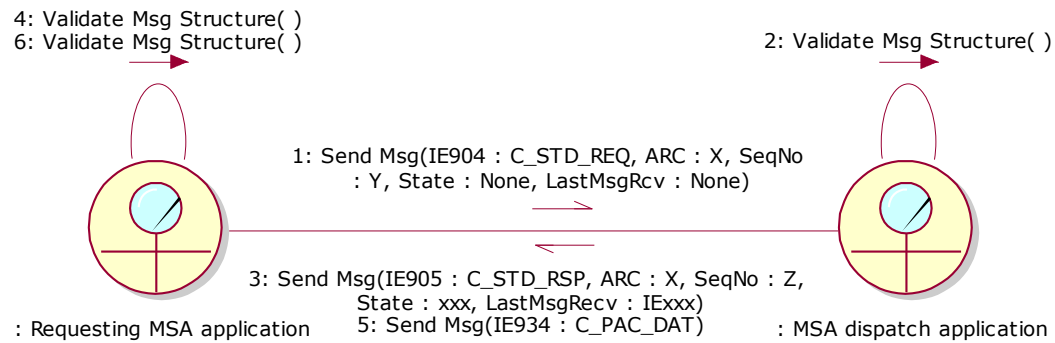 4: Validate Msg Structure( )
6: Validate Msg Structure( )
2: Validate Msg Structure( )
1: Send Msg(IE904 : C_STD_REQ, ARC : X, SeqNo
: Y, State : None, LastMsgRcv : None)
3: Send Msg(IE905 : C_STD_RSP, ARC : X, SeqNo : Z,
State : xxx, LastMsgRecv : IExxx)
5: Send Msg(IE934 : C_PAC_DAT)
: Requesting MSA application
: MSA dispatch application